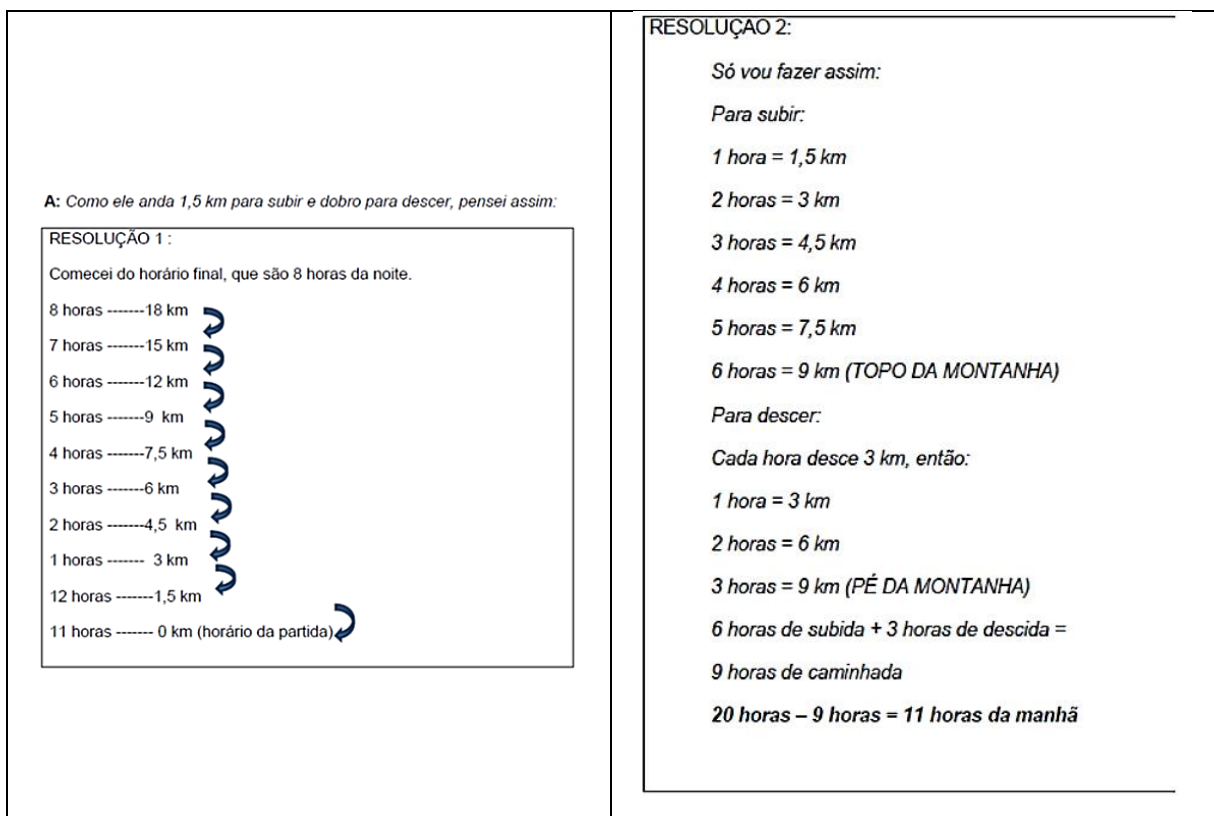 A: Como ele anda 1,5 km para subir e dobro para descer, pensei assim:
RESOLUÇÃO 1 :
Comecei do horário final, que são 8 horas da noite.
8 horas -------18 km
7 horas -------15 km
6 horas -------12 km
5 horas -------9 km
4 horas -------7,5 km
3 horas -------6 km
2 horas -------4,5 km
1 horas ------- 3 km
12 horas -------1,5 km
11 horas ------- 0 km (horário da partida)
RESOLUÇAO 2:
Só vou fazer assim:
Para subir:
1 hora = 1,5 km
2 horas = 3 km
3 horas = 4,5 km
4 horas = 6 km
5 horas = 7,5 km
6 horas = 9 km (TOPO DA MONTANHA)
Para descer:
Cada hora desce 3 km, então:
1 hora = 3 km
2 horas = 6 km
3 horas = 9 km (PÉ DA MONTANHA)
6 horas de subida + 3 horas de descida =
9 horas de caminhada
20 horas – 9 horas = 11 horas da manhã